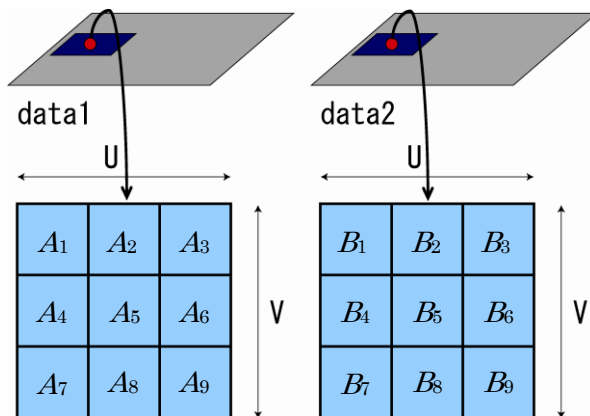 data1 data2
U U
A1 A2 A3 B1 B2 B3
V V
A4 A5 A6 B4 B5 B6
A7 A8 A9 B7 B8 B9